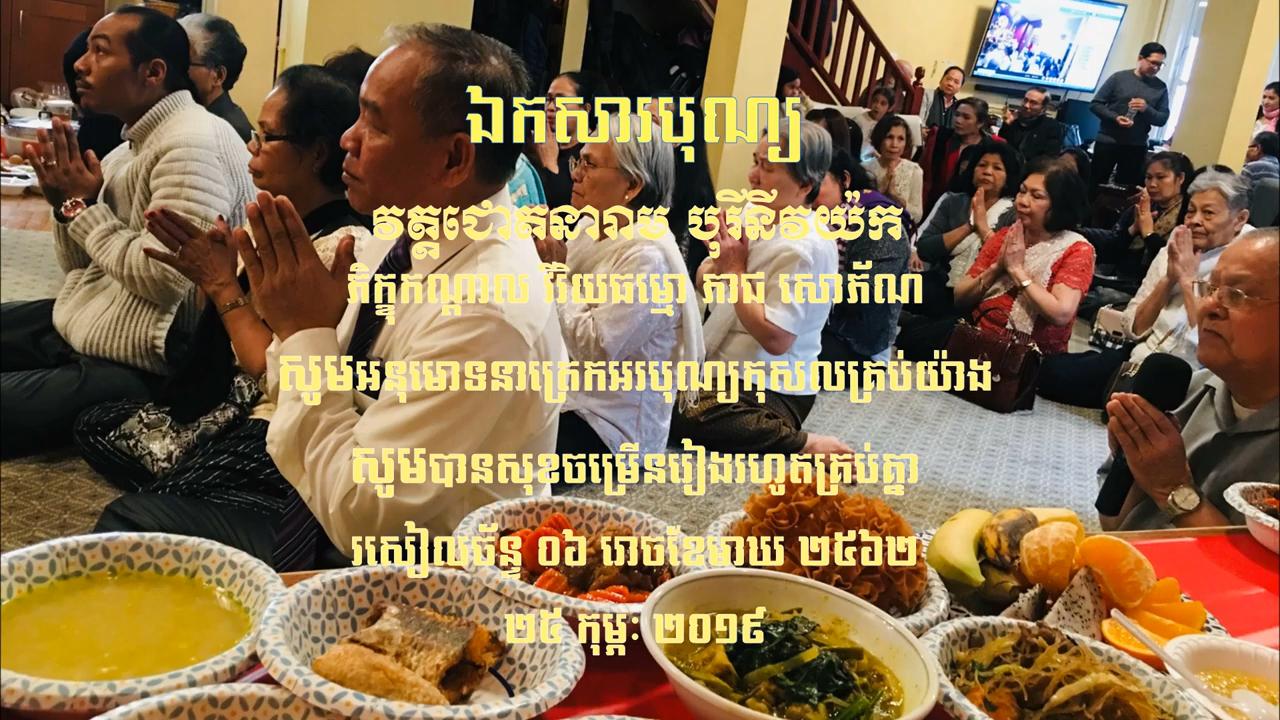 ឯកសារបុណ្យ
វត្តជោតនារាម បុរីនីវយ៉ក
ភិក្ខុកណ្ដាល វិរិយធម្មោ ភាជ សោភ័ណ
សូមអនុមោទនាត្រេកអរបុណ្យកុសលគ្រប់យ៉ាង
សូមបានសុខចម្រើនរៀងរហូតគ្រប់គ្នា
រសៀលច័ន្ទ ០៦ រោចខែមាឃ ២៥៦២
២៥ កុម្ភៈ ២០១៩